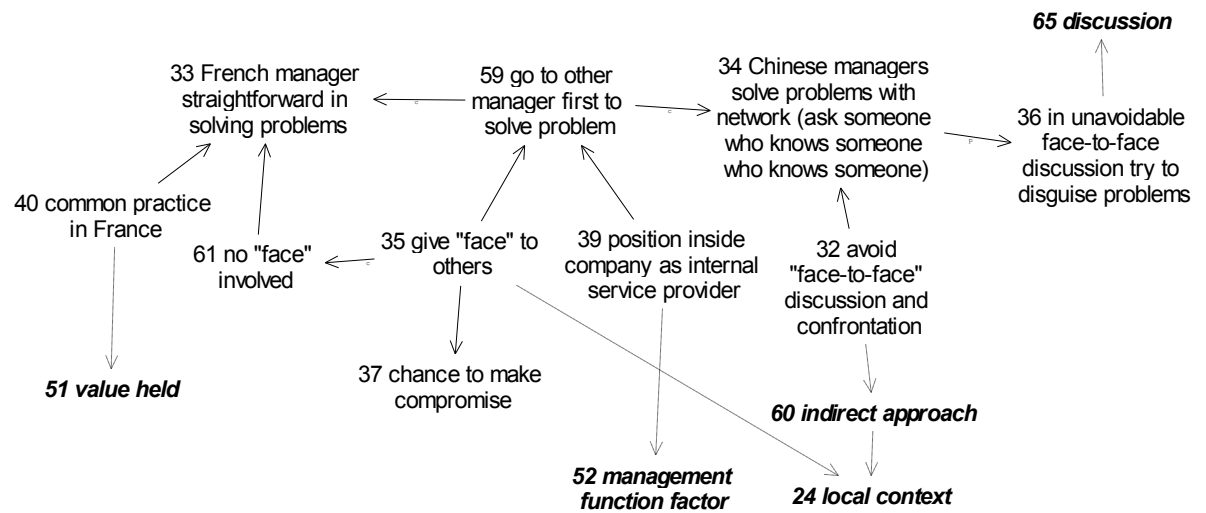 65 discussion
33 French manager
straightforward in
solving problems
59 go to other
manager first to
solve problem
34 Chinese managers
solve problems with
network (ask someone
who knows someone
who knows someone)
36 in unavoidable
face-to-face
discussion try to
disguise problems
40 common practice
in France
61 no "face"
involved
35 give "face" to
others
39 position inside
company as internal
service provider
32 avoid
"face-to-face"
discussion and
confrontation
51 value held
37 chance to make
compromise
60 indirect approach
52 management
function factor
24 local context